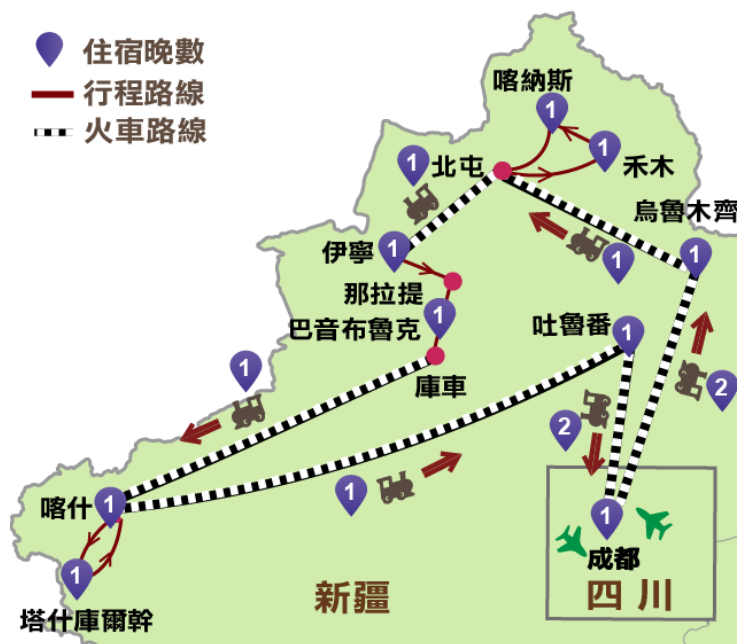 住宿晚數
行程路線
火車路線
喀納斯
1
1
1
北屯
禾木
烏魯木齊
伊寧
1
1
1
那拉提
巴音布魯克
1
吐魯番
1
庫車
1
2
2
喀什
1
1
1
成都
1
塔什庫爾幹
新疆
四川